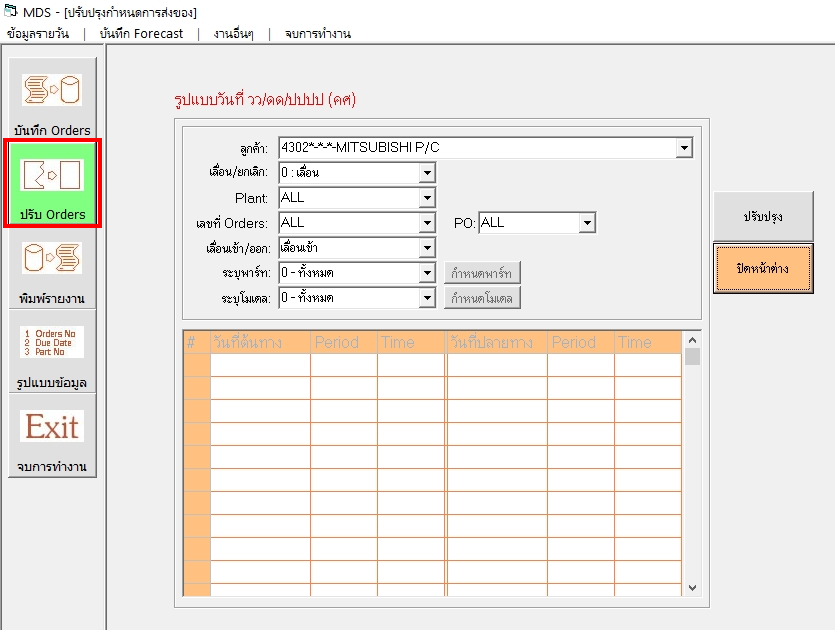 MDS - [ปรับปรุงกำหนดการส่งของ]
ข้อมูลรายวัน | บันทึก Forecast | งานอื่นๆ | จบการทำงาน
บันทึก Orders
ปรับ Orders
พิมพ์รายงาน
1 Orders No
2 Due Date
3 Part No
รูปแบบข้อมูล
Exit
จบการทำงาน
รูปแบบวันที่ วว/ดด/ปปปป (คศ)
ลูกค้า: 4302*-*-*-MITSUBISHI P/C
เลื่อน/ยกเลิก: 0 : เลื่อน
Plant: ALL
เลขที่ Orders: ALL PO: ALL
เลื่อนเข้า/ออก: เลื่อนเข้า
ระบุพาร์ท: 0 - ทั้งหมด กำหนดพาร์ท
ระบุโมเดล: 0 - ทั้งหมด กำหนดโมเดล
# วันที่ต้นทาง Period Time วันที่ปลายทาง Period Time
ปรับปรุง
ปิดหน้าต่าง